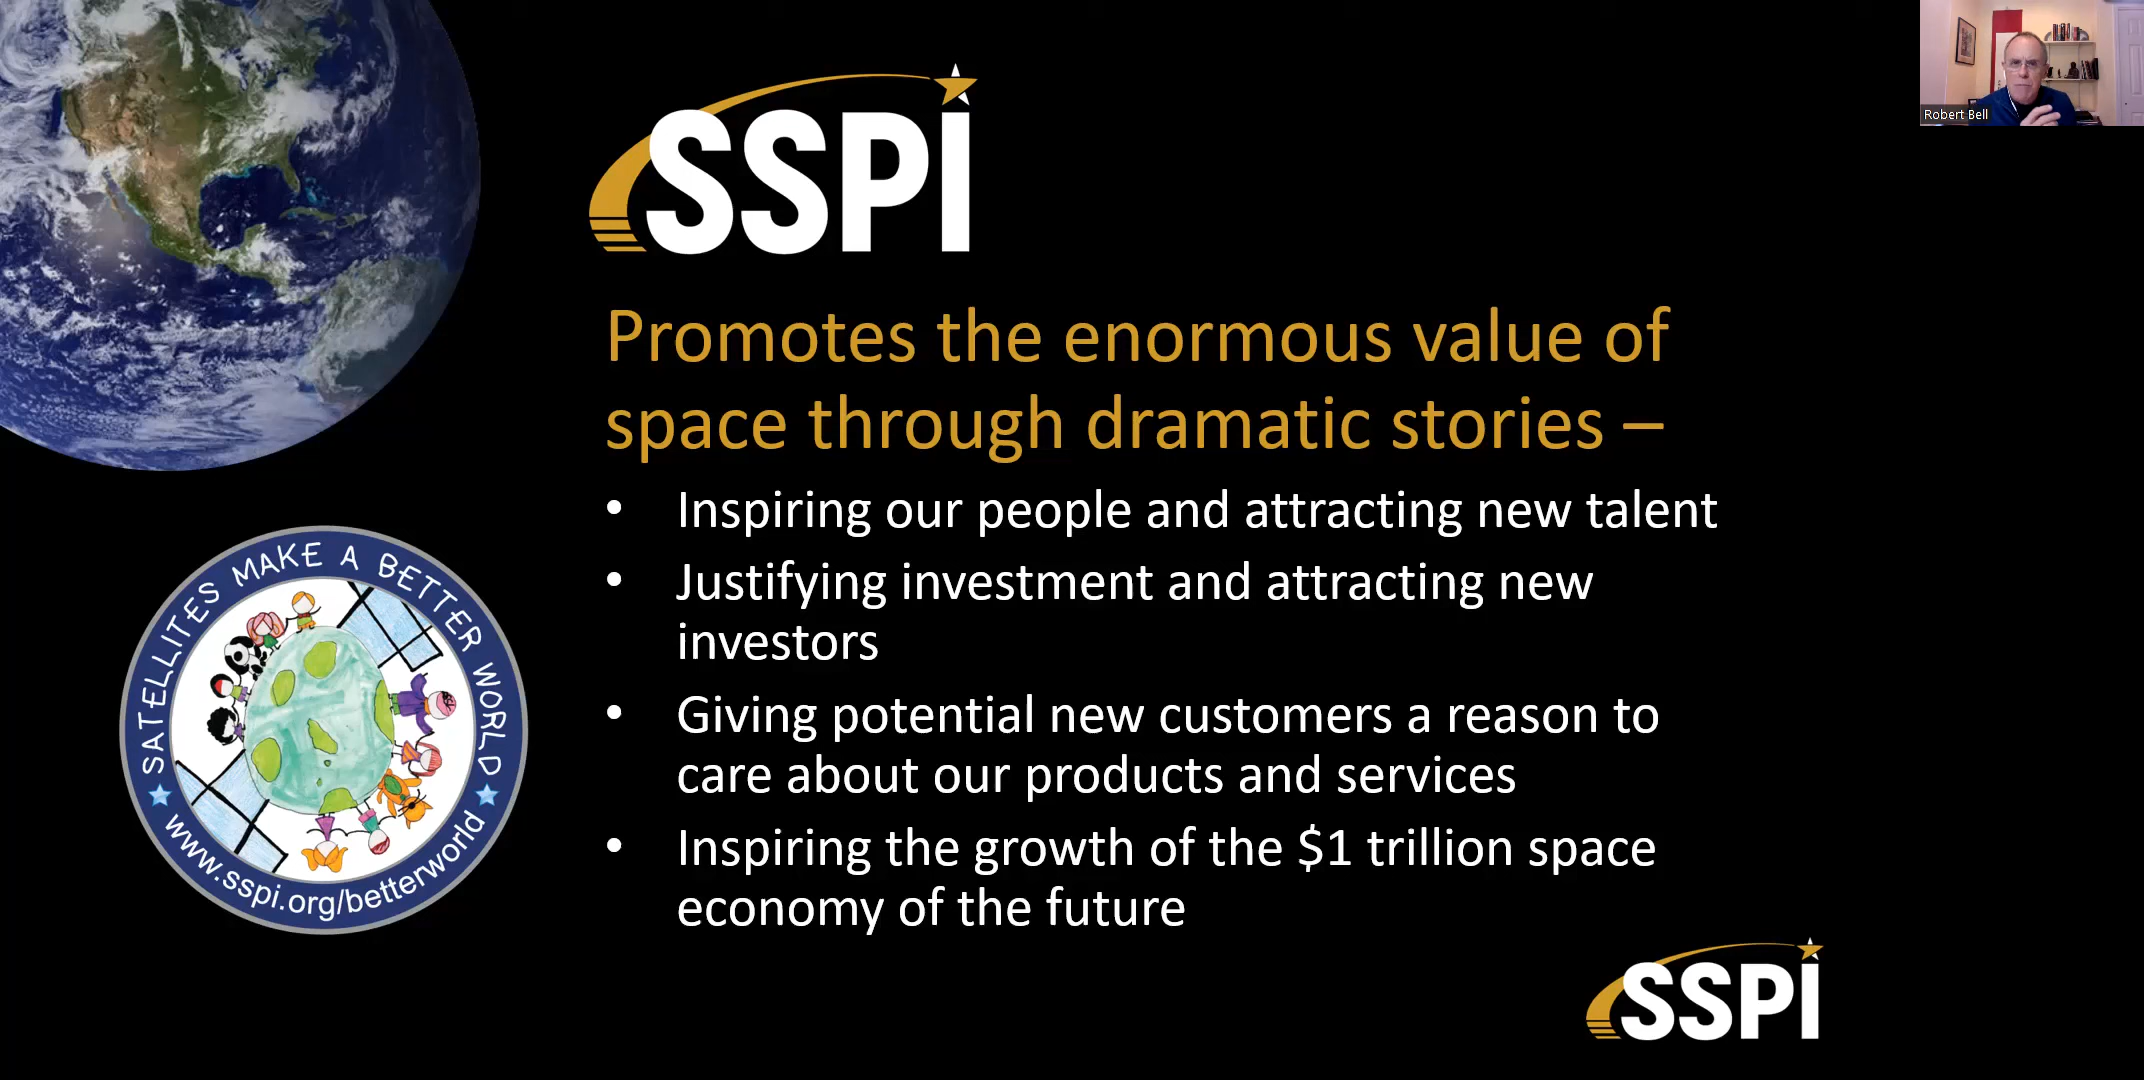 SSPI
Robert Bell
Promotes the enormous value of
space through dramatic stories –
• Inspiring our people and attracting new talent
• Justifying investment and attracting new
investors
• Giving potential new customers a reason to
care about our products and services
• Inspiring the growth of the $1 trillion space
economy of the future
SATELLITES MAKE A BETTER WORLD
www.sspi.org/betterworld
SSPI